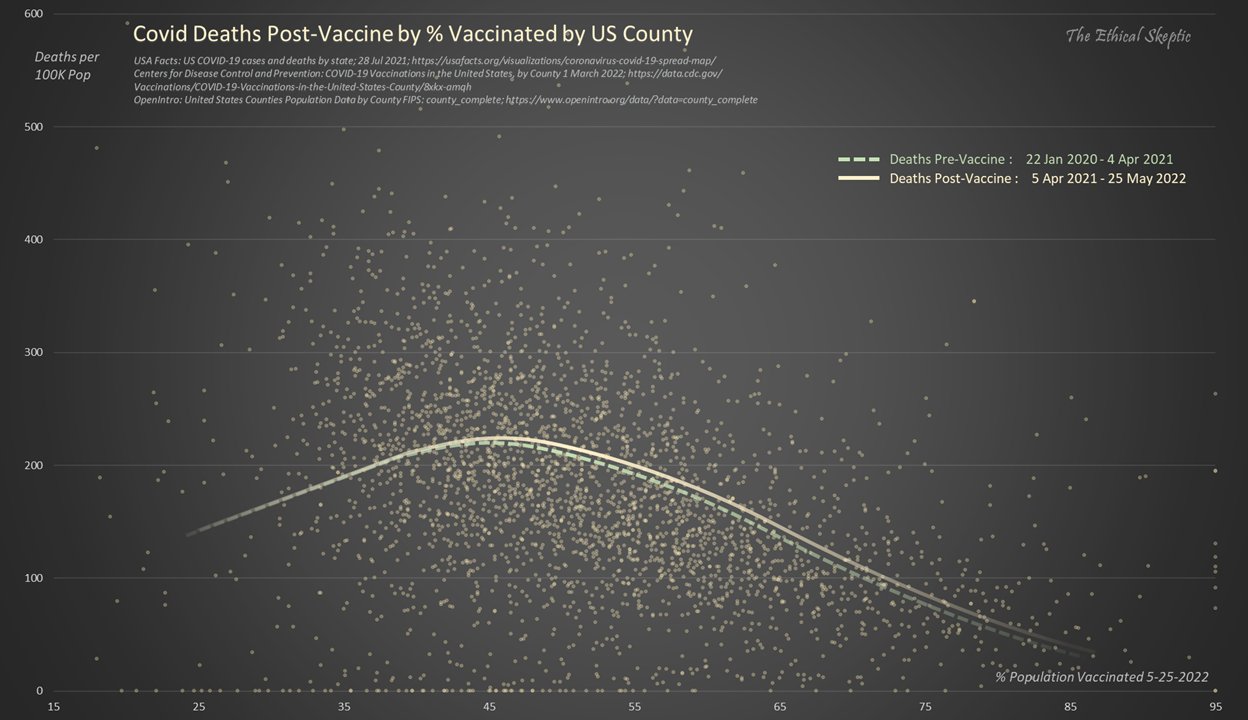 600
Covid Deaths Post-Vaccine by % Vaccinated by US County
The Ethical Skeptic
Deaths per
100K Pop
USA Facts: US COVID-19 cases and deaths by state; 28 Jul 2021; https://usafacts.org/visualizations/coronavirus-covid-19-spread-map/
Centers for Disease Control and Prevention: COVID-19 Vaccinations in the United States, by County 1 March 2022; https://data.cdc.gov/
Vaccinations/COVID-19-Vaccinations-in-the-United-States-County/8xkx-amqh
OpenIntro: United States Counties Population Data by County FIPS: county_complete; https://www.openintro.org/data/?data=county_complete
500
Deaths Pre-Vaccine : 22 Jan 2020 - 4 Apr 2021
Deaths Post-Vaccine : 5 Apr 2021 - 25 May 2022
400
300
200
100
% Population Vaccinated 5-25-2022
0
15 25 35 45 55 65 75 85 95